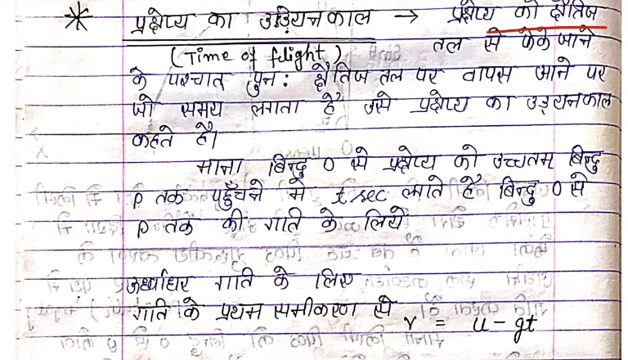 * प्रक्षेप्य का उड्डियनकाल → प्रक्षेप्य को क्षैतिज
(Time of flight) तल से फेंके जाने
के पश्चात पुन: क्षैतिज तल पर वापस आने पर
जो समय लगता है उसे प्रक्षेप्य का उड्डयनकाल
कहते है।
माना बिन्दु O से प्रक्षेप्य को उच्चतम बिन्दु
P तक पहुँचने मे t sec लगते है बिन्दु O से
P तक की गति के लिये
ऊर्ध्वाधर गति के लिए
गति के प्रथम समीकरण से
v = u - gt